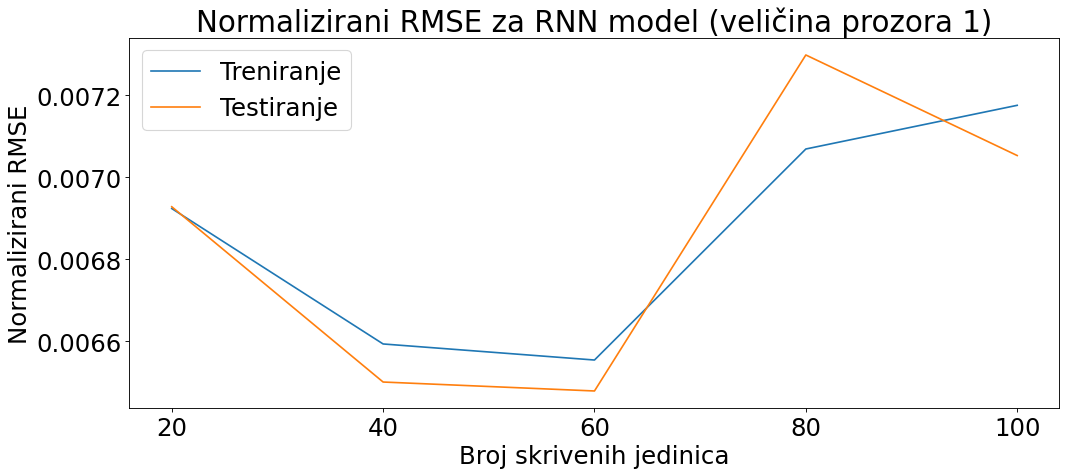 Normalizirani RMSE za RNN model (veličina prozora 1)
Treniranje
Testiranje
Normalizirani RMSE
0.0072
0.0070
0.0068
0.0066
20 40 60 80 100
Broj skrivenih jedinica